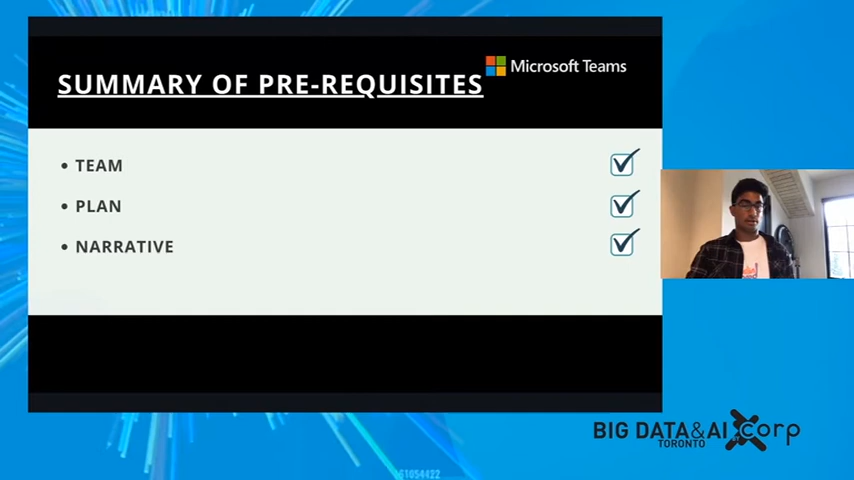 SUMMARY OF PRE-REQUISITES
Microsoft Teams
• TEAM
• PLAN
• NARRATIVE
BIG DATA&AI
TORONTO
corp